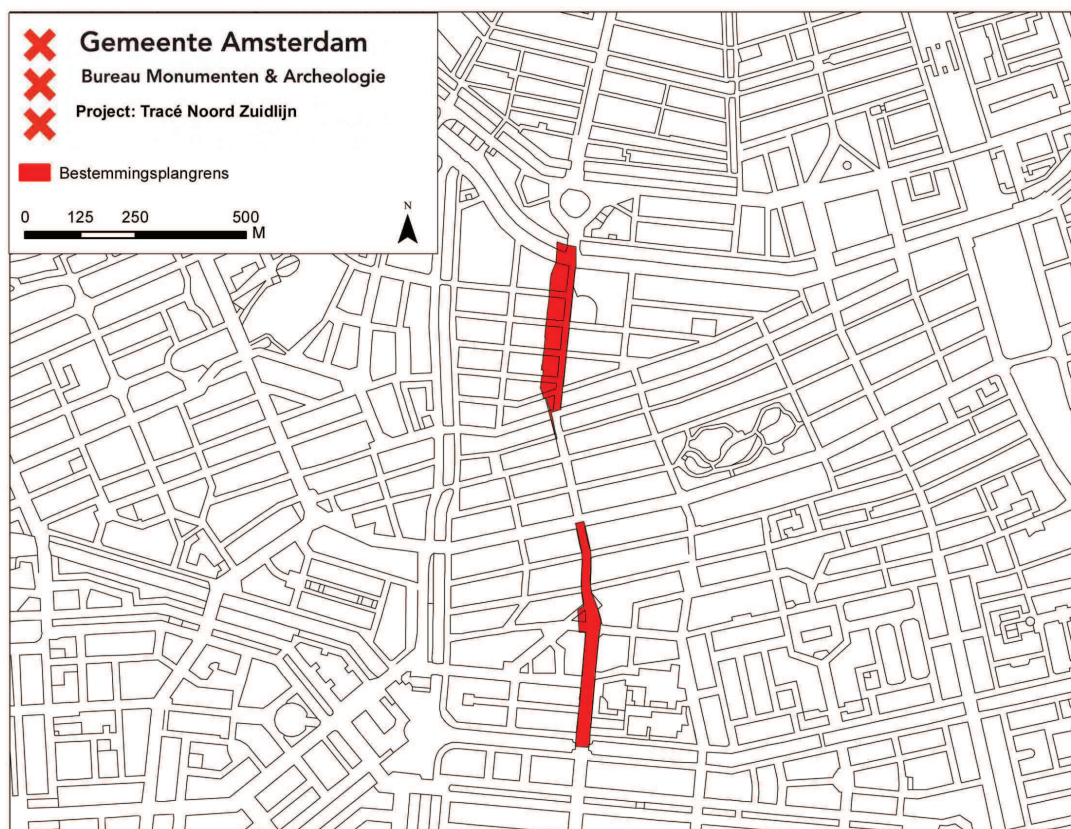 Gemeente Amsterdam
Bureau Monumenten & Archeologie
Project: Tracé Noord Zuidlijn
Bestemmingsplangrens
0 125 250 500
M
N